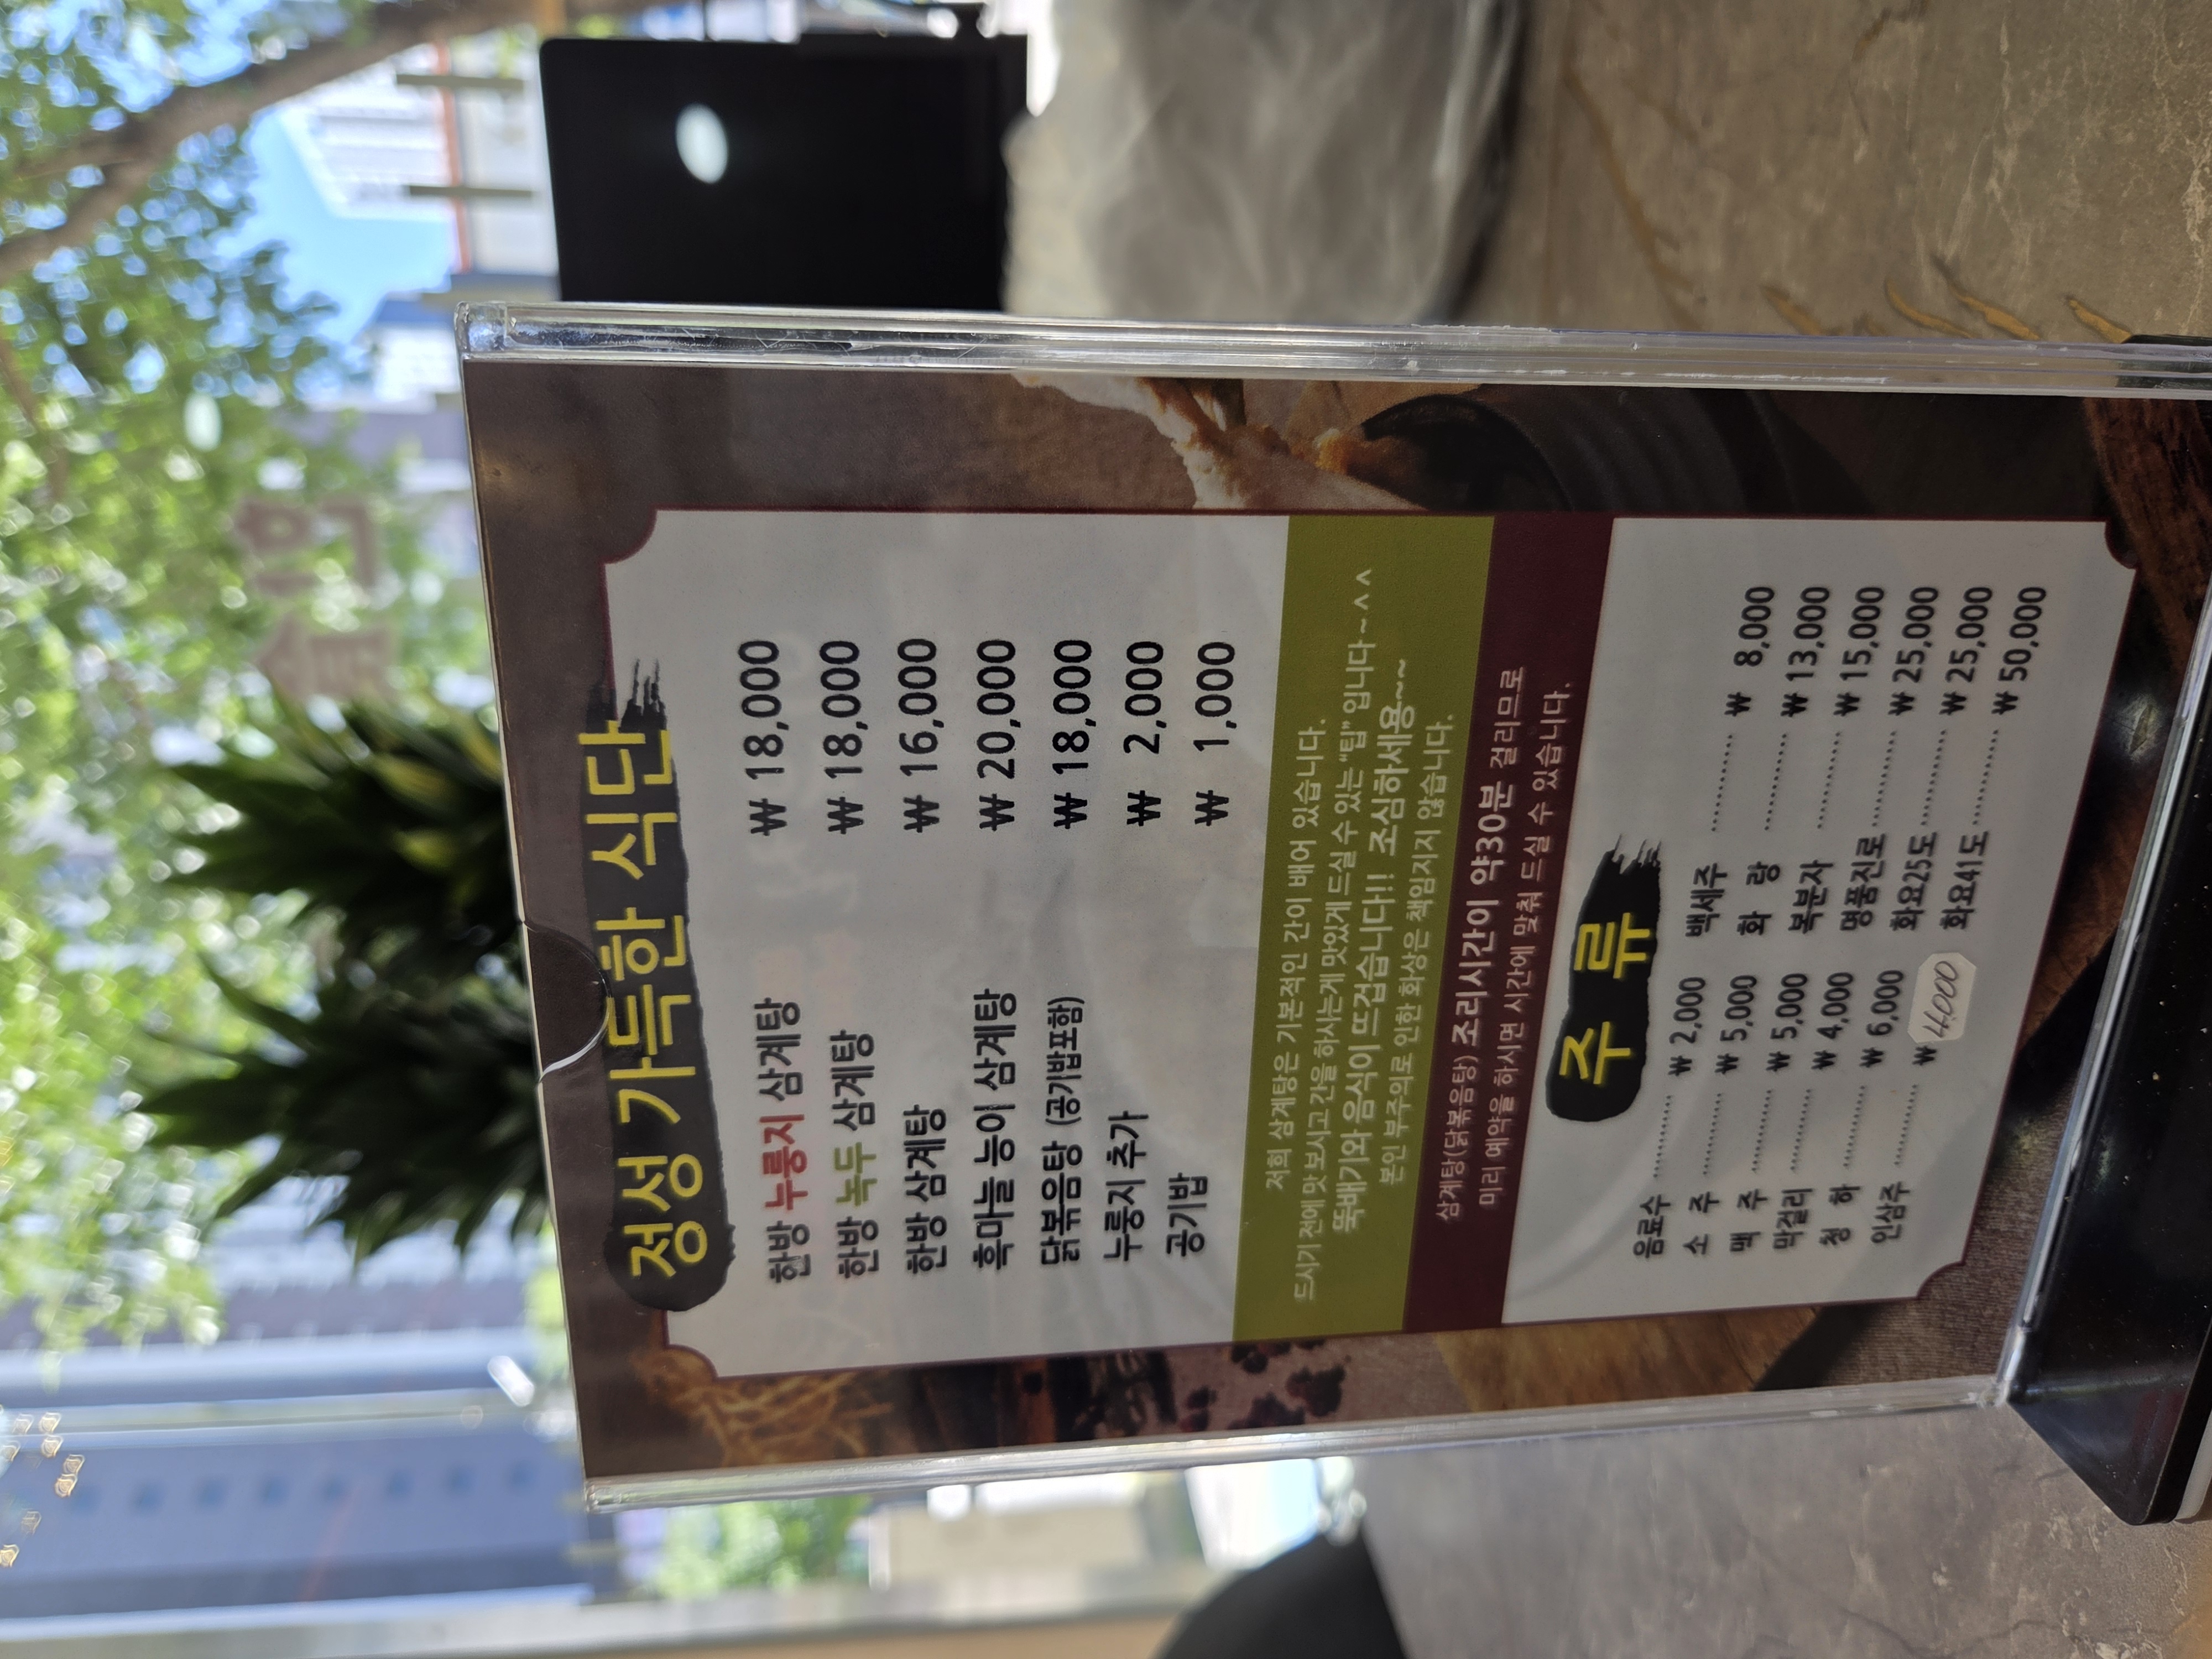 정성 가득한 식단
한방 누룽지 삼계탕 ₩ 18,000
한방 녹두 삼계탕 ₩ 18,000
한방 삼계탕 ₩ 16,000
흑마늘 능이 삼계탕 ₩ 20,000
닭볶음탕 (공기밥포함) ₩ 18,000
누룽지 추가 ₩ 2,000
공기밥 ₩ 1,000
저희 삼계탕은 기본적인 간이 배어 있습니다.
드시기 전에 맛 보시고 간을 하시는게 맛있게 드실 수 있는 "팁" 입니다~^^
뚝배기와 음식이 뜨겁습니다!! 조심하세용~~
본인 부주의로 인한 화상은 책임지지 않습니다.
삼계탕(닭볶음탕) 조리시간이 약30분 걸리므로
미리 예약을 하시면 시간에 맞춰 드실 수 있습니다.
주 류
음료수 ₩ 2,000
소 주 ₩ 5,000
맥 주 ₩ 5,000
막걸리 ₩ 4,000
청 하 ₩ 6,000
인삼주 ₩ 4,000
백세주 ₩ 8,000
화 랑 ₩ 13,000
복분자 ₩ 15,000
명품진로 ₩ 25,000
화요25도 ₩ 25,000
화요41도 ₩ 50,000